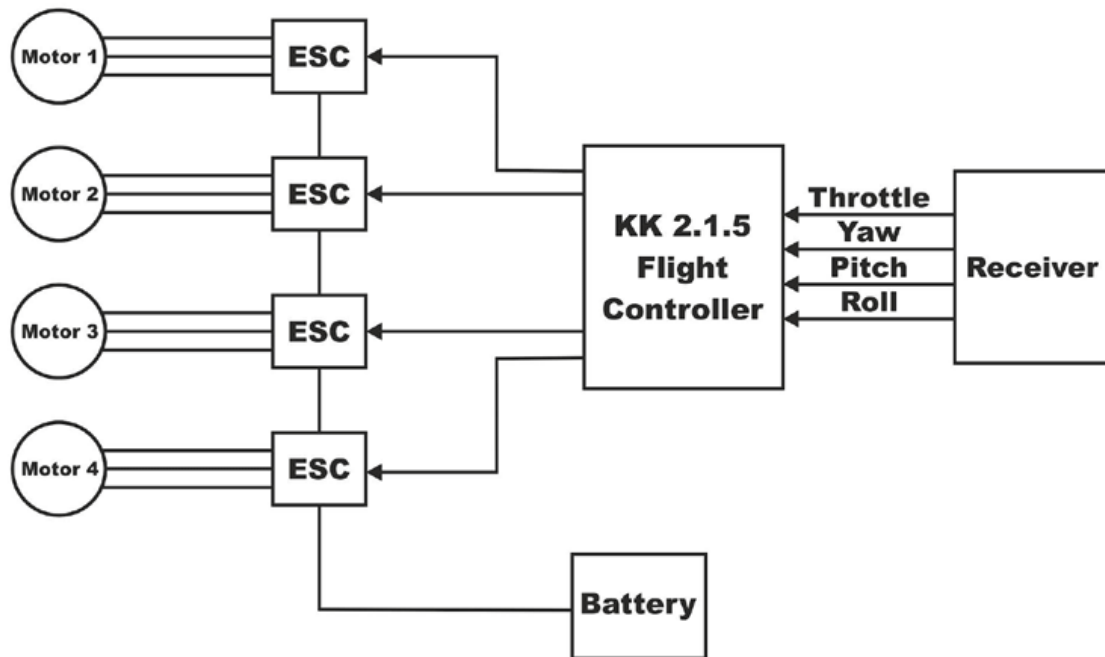 Motor 1
ESC
Motor 2
ESC
Motor 3
ESC
Motor 4
ESC
KK 2.1.5
Flight
Controller
Throttle
Yaw
Pitch
Roll
Receiver
Battery